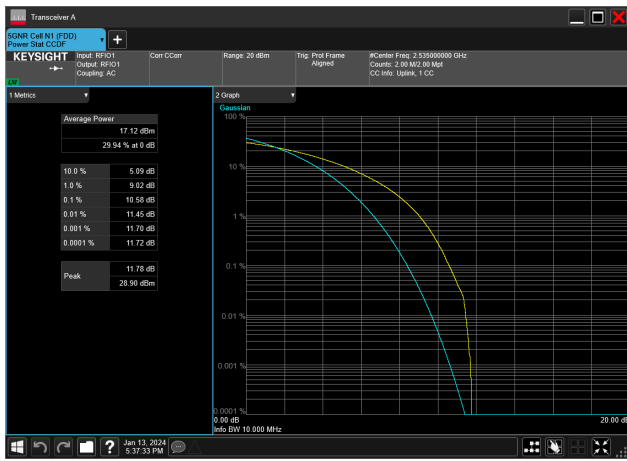 Transceiver A
5GNR Cell N1 (FDD)
Power Stat CCDF
KEYSIGHT
Input: RFIO1
Output: RFIO1
Coupling: AC
Corr CCorr
Range: 20 dBm
Trig: Prot Frame
Aligned
#Center Freq: 2.535000000 GHz
Counts: 2.00 M/2.00 Mpt
CC Info: Uplink, 1 CC
LNI
1 Metrics
Average Power
17.12 dBm
29.94 % at 0 dB
10.0 % 5.09 dB
1.0 % 9.02 dB
0.1 % 10.58 dB
0.01 % 11.45 dB
0.001 % 11.70 dB
0.0001 % 11.72 dB
Peak 11.78 dB
28.90 dBm
2 Graph
Gaussian
100 %
10 %
1 %
0.1 %
0.01 %
0.001 %
0.0001 %
0.00 dB
20.00 dB
Info BW 10.000 MHz
Jan 13, 2024
5:37:33 PM